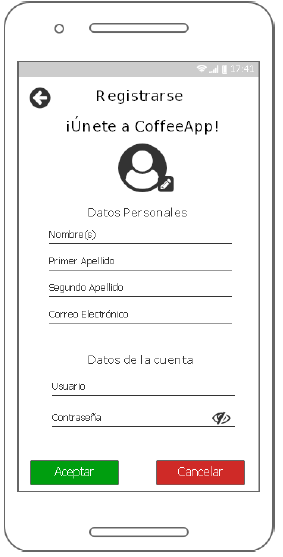 17:41
Registrarse
¡Únete a CoffeeApp!
Datos Personales
Nombre(s)
Primer Apellido
Segundo Apellido
Correo Electrónico
Datos de la cuenta
Usuario
Contraseña
Aceptar
Cancelar